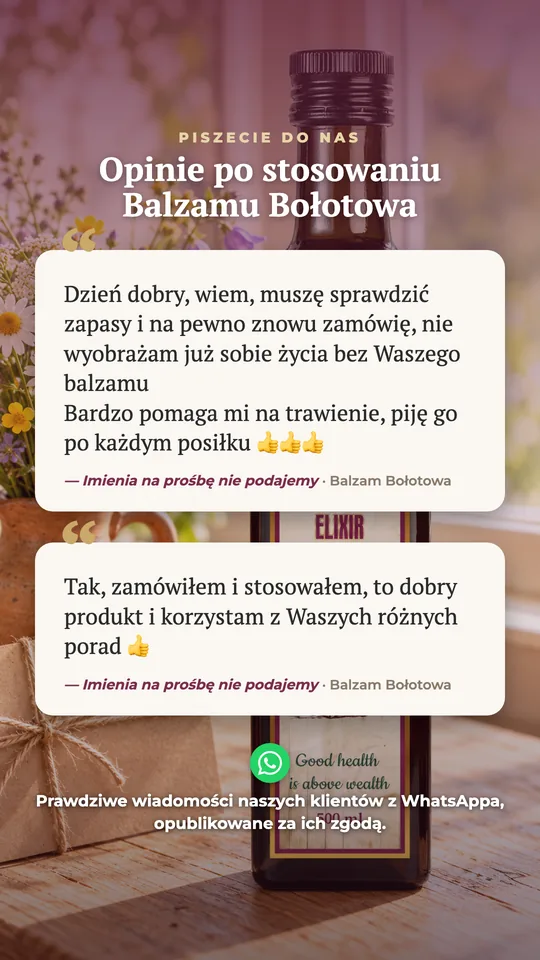 PISZECIE DO NAS
Opinie po stosowaniu
Balzamu Bołotowa
Dzień dobry, wiem, muszę sprawdzić
zapasy i na pewno znowu zamówię, nie
wyobrażam już sobie życia bez Waszego
balzamu
Bardzo pomaga mi na trawienie, piję go
po każdym posiłku 👍👍👍
— Imienia na prośbę nie podajemy · Balzam Bołotowa
ELIXIR
Tak, zamówiłem i stosowałem, to dobry
produkt i korzystam z Waszych różnych
porad 👍
— Imienia na prośbę nie podajemy · Balzam Bołotowa
Good health
is above wealth
Prawdziwe wiadomości naszych klientów z WhatsAppa,
opublikowane za ich zgodą.
500 ml